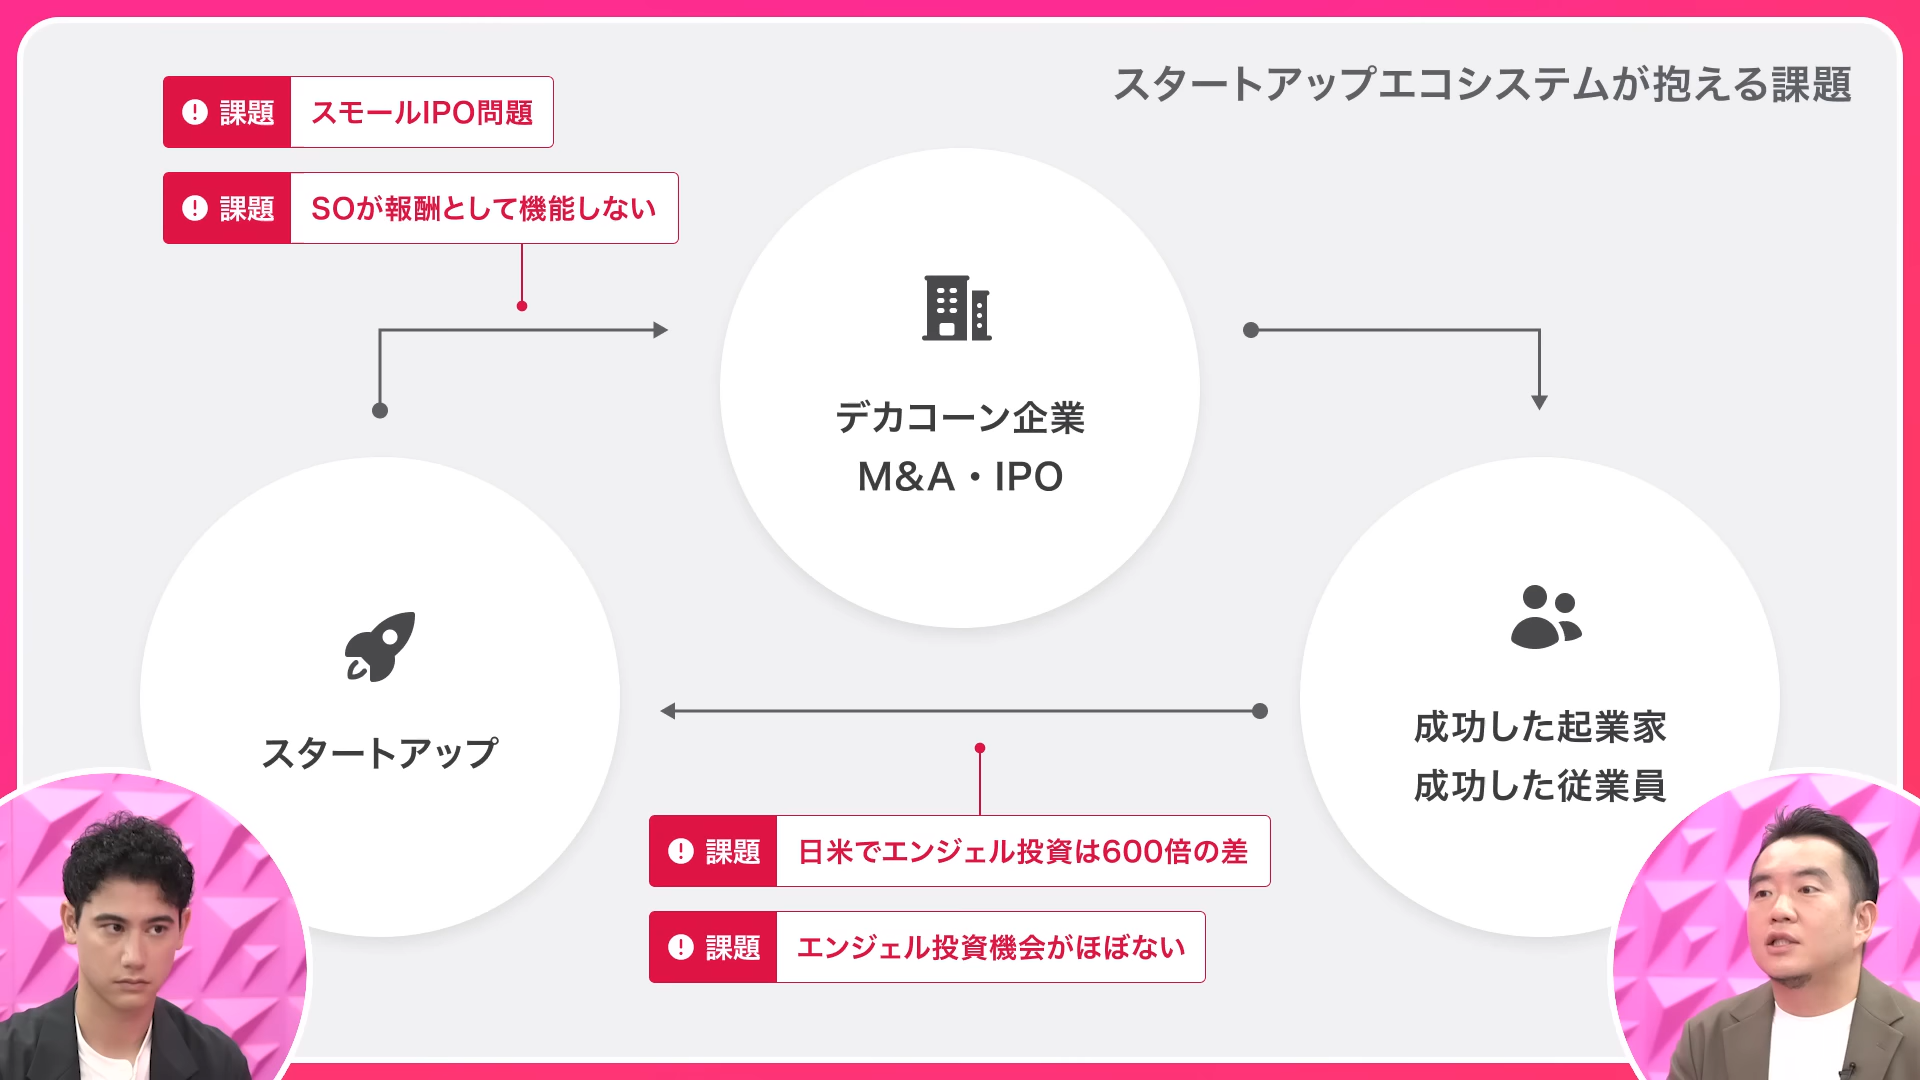 スタートアップエコシステムが抱える課題
課題 スモールIPO問題
課題 SOが報酬として機能しない
デカコーン企業
M&A・IPO
スタートアップ
成功した起業家
成功した従業員
課題 日米でエンジェル投資は600倍の差
課題 エンジェル投資機会がほぼない